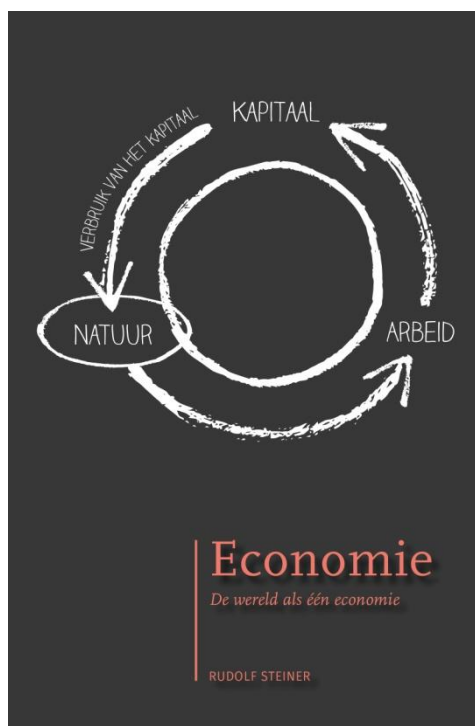 KAPITAAL
VERBRUIK VAN HET KAPITAAL
NATUUR
ARBEID
Economie
De wereld als één economie
RUDOLF STEINER